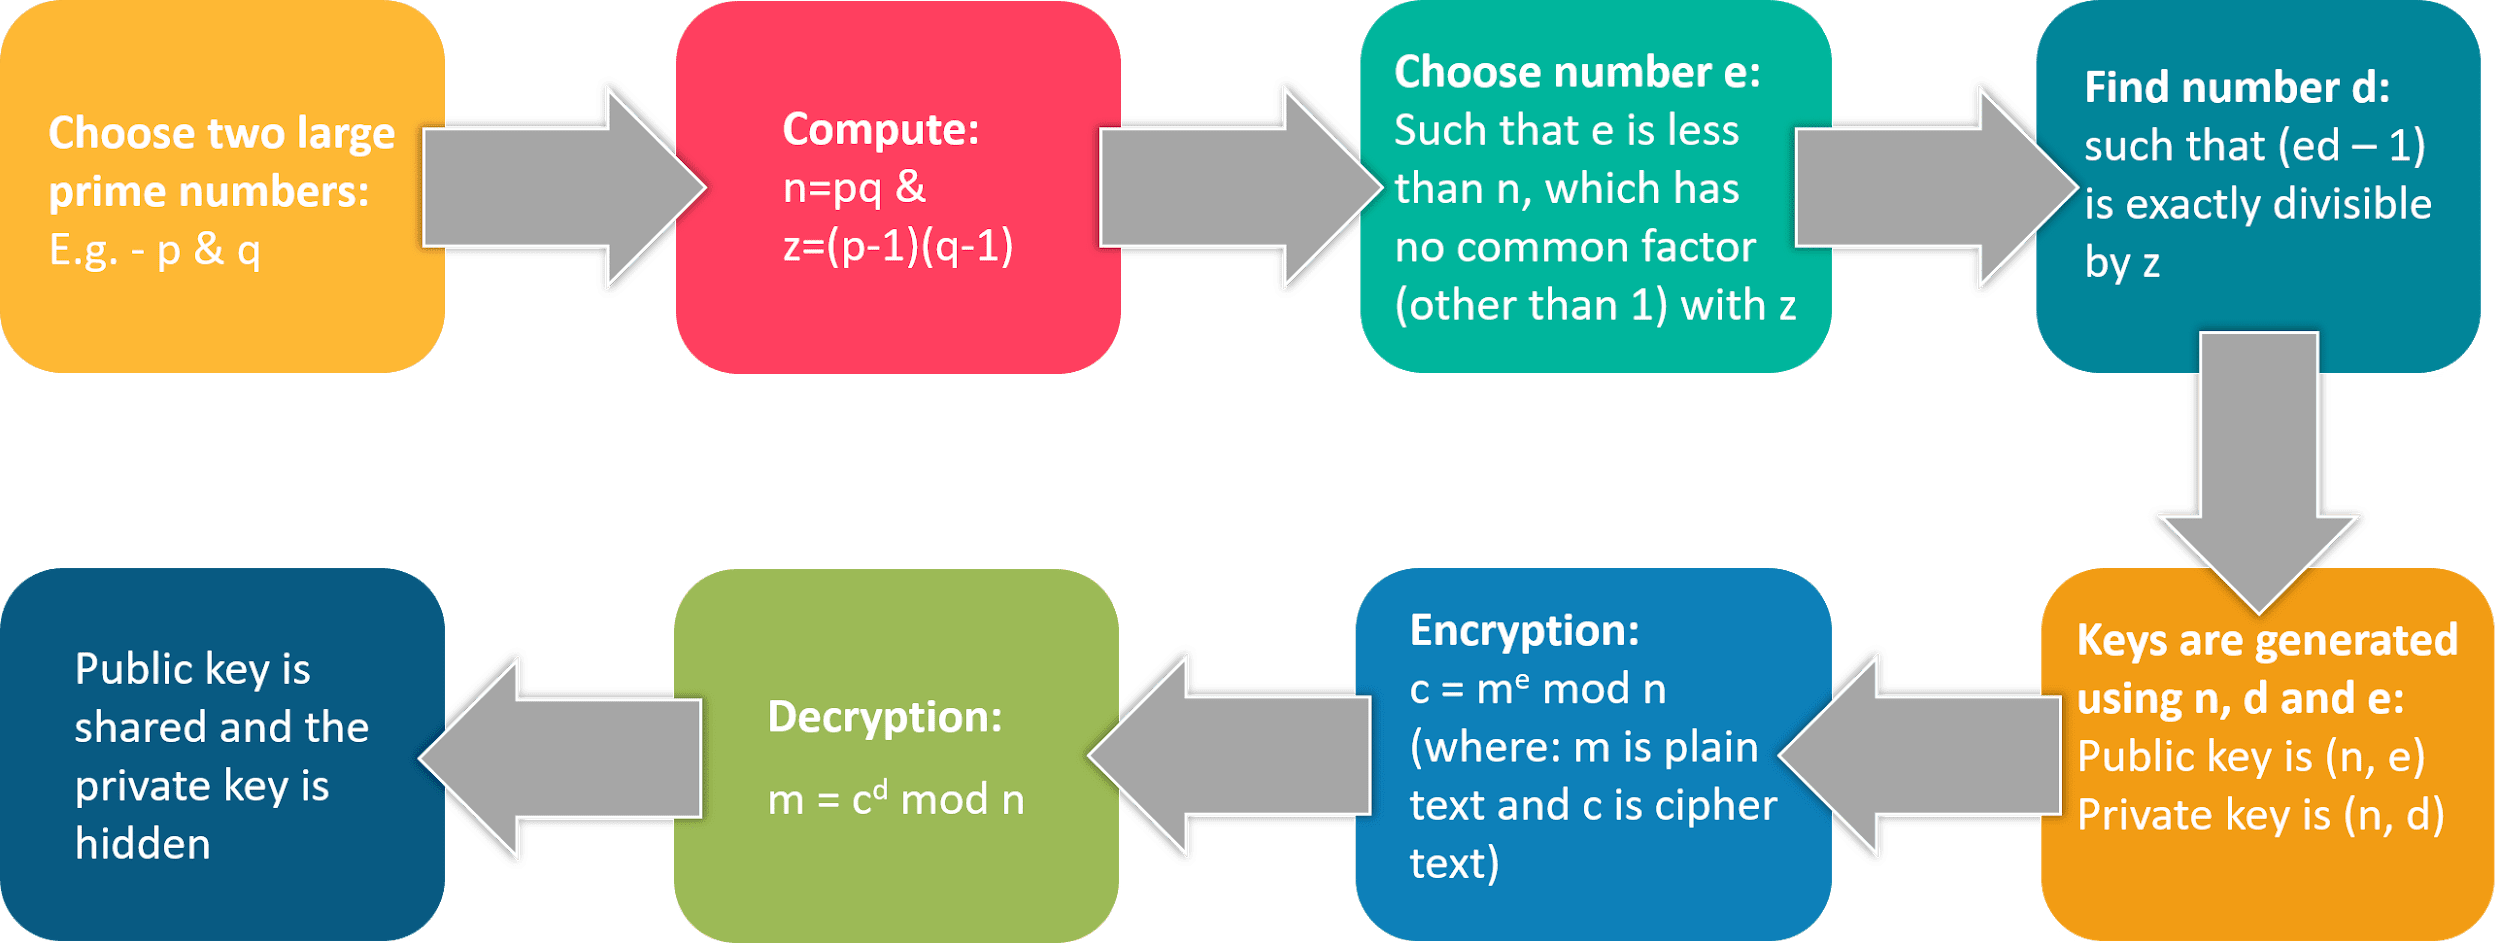 Choose two large
prime numbers:
E.g. - p & q
Compute:
n=pq &
z=(p-1)(q-1)
Choose number e:
Such that e is less
than n, which has
no common factor
(other than 1) with z
Find number d:
such that (ed – 1)
is exactly divisible
by z
Keys are generated
using n, d and e:
Public key is (n, e)
Private key is (n, d)
Encryption:
c = mᵉ mod n
(where: m is plain
text and c is cipher
text)
Decryption:
m = cᵈ mod n
Public key is
shared and the
private key is
hidden